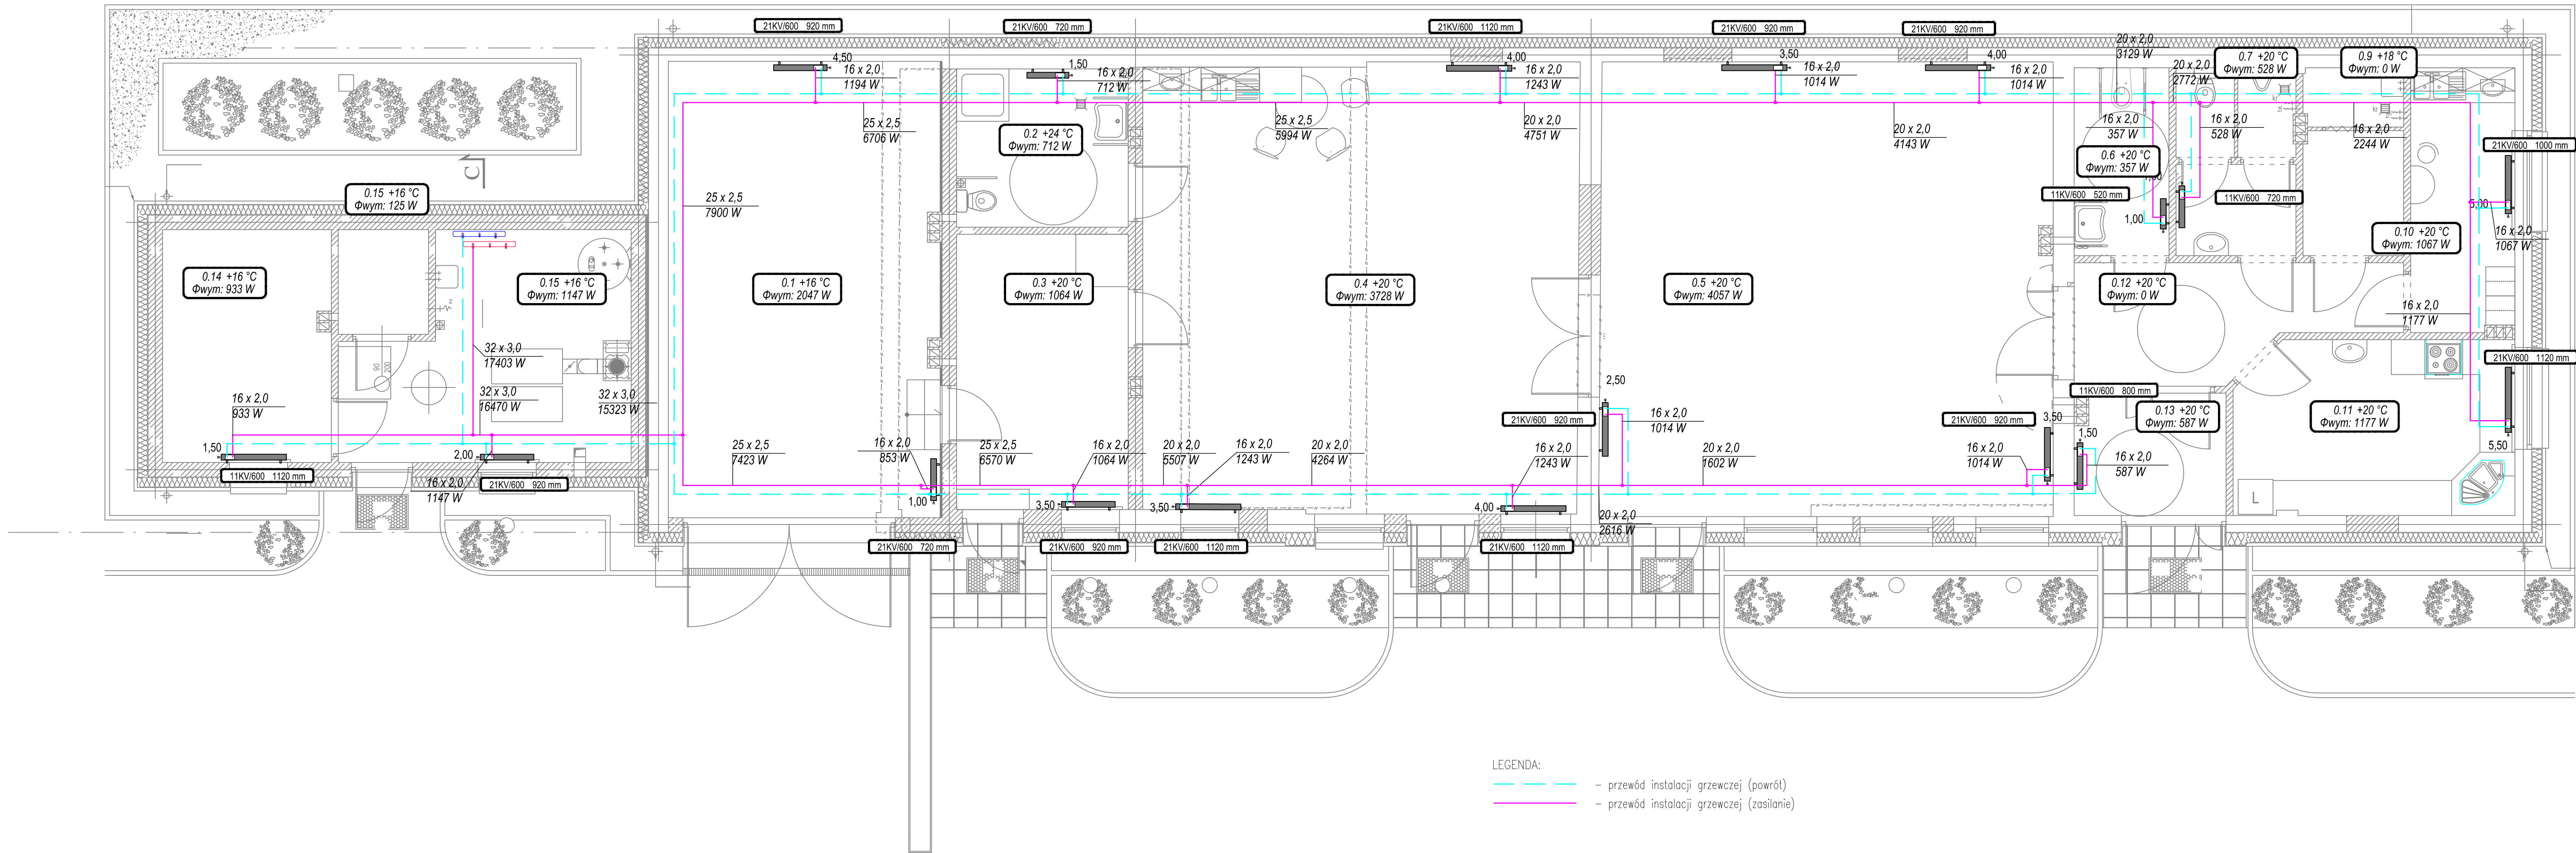 21KV/600 920 mm
21KV/600 720 mm
21KV/600 1120 mm
21KV/600 920 mm
21KV/600 920 mm
4,50
16 x 2,0
1194 W
1,50
16 x 2,0
712 W
4,00
16 x 2,0
1243 W
3,50
16 x 2,0
1014 W
4,00
16 x 2,0
1014 W
20 x 2,0
3129 W
20 x 2,0
2772 W
0.7 +20 °C
Φwym: 528 W
0.9 +18 °C
Φwym: 0 W
25 x 2,5
6706 W
0.2 +24 °C
Φwym: 712 W
25 x 2,5
5994 W
20 x 2,0
4751 W
20 x 2,0
4143 W
16 x 2,0
357 W
16 x 2,0
528 W
16 x 2,0
2244 W
kr
zl
kr
21KV/600 1000 mm
0.6 +20 °C
Φwym: 357 W
11KV/600 520 mm
11KV/600 720 mm
1,00
5,00
16 x 2,0
1067 W
0.15 +16 °C
Φwym: 125 W
25 x 2,5
7900 W
0.14 +16 °C
Φwym: 933 W
0.15 +16 °C
Φwym: 1147 W
z
0.1 +16 °C
Φwym: 2047 W
0.3 +20°C
Φwym: 1064 W
0.4 +20°C
Φwym: 3728 W
0.5 +20°C
Φwym: 4057 W
0.12 +20 °C
Φwym: 0 W
0.10 +20 °C
Φwym: 1067 W
16 x 2,0
1177 W
32 x 3,0
17403 W
90
200
21KV/600 1120 mm
2,50
16 x 2,0
933 W
32 x 3,0
16470 W
32 x 3,0
15323 W
21KV/600 920 mm
16 x 2,0
1014 W
21KV/600 920 mm
11KV/600 800 mm
3,50
0.13 +20 °C
Φwym: 587 W
0.11 +20 °C
Φwym: 1177 W
1,50
1,50
2,00
25 x 2,5
7423 W
16 x 2,0
853 W
25 x 2,5
6570 W
16 x 2,0
1064 W
20 x 2,0
5507 W
16 x 2,0
1243 W
20 x 2,0
4264 W
16 x 2,0
1243 W
20 x 2,0
1602 W
16 x 2,0
1014 W
16 x 2,0
587 W
5,50
11KV/600 1120 mm
16 x 2,0
1147 W
21KV/600 920 mm
1,00
3,50
3,50
4,00
20 x 2,0
2616 W
L
21KV/600 720 mm
21KV/600 920 mm
21KV/600 1120 mm
21KV/600 1120 mm
LEGENDA:
– przewód instalacji grzewczej (powrót)
– przewód instalacji grzewczej (zasilanie)